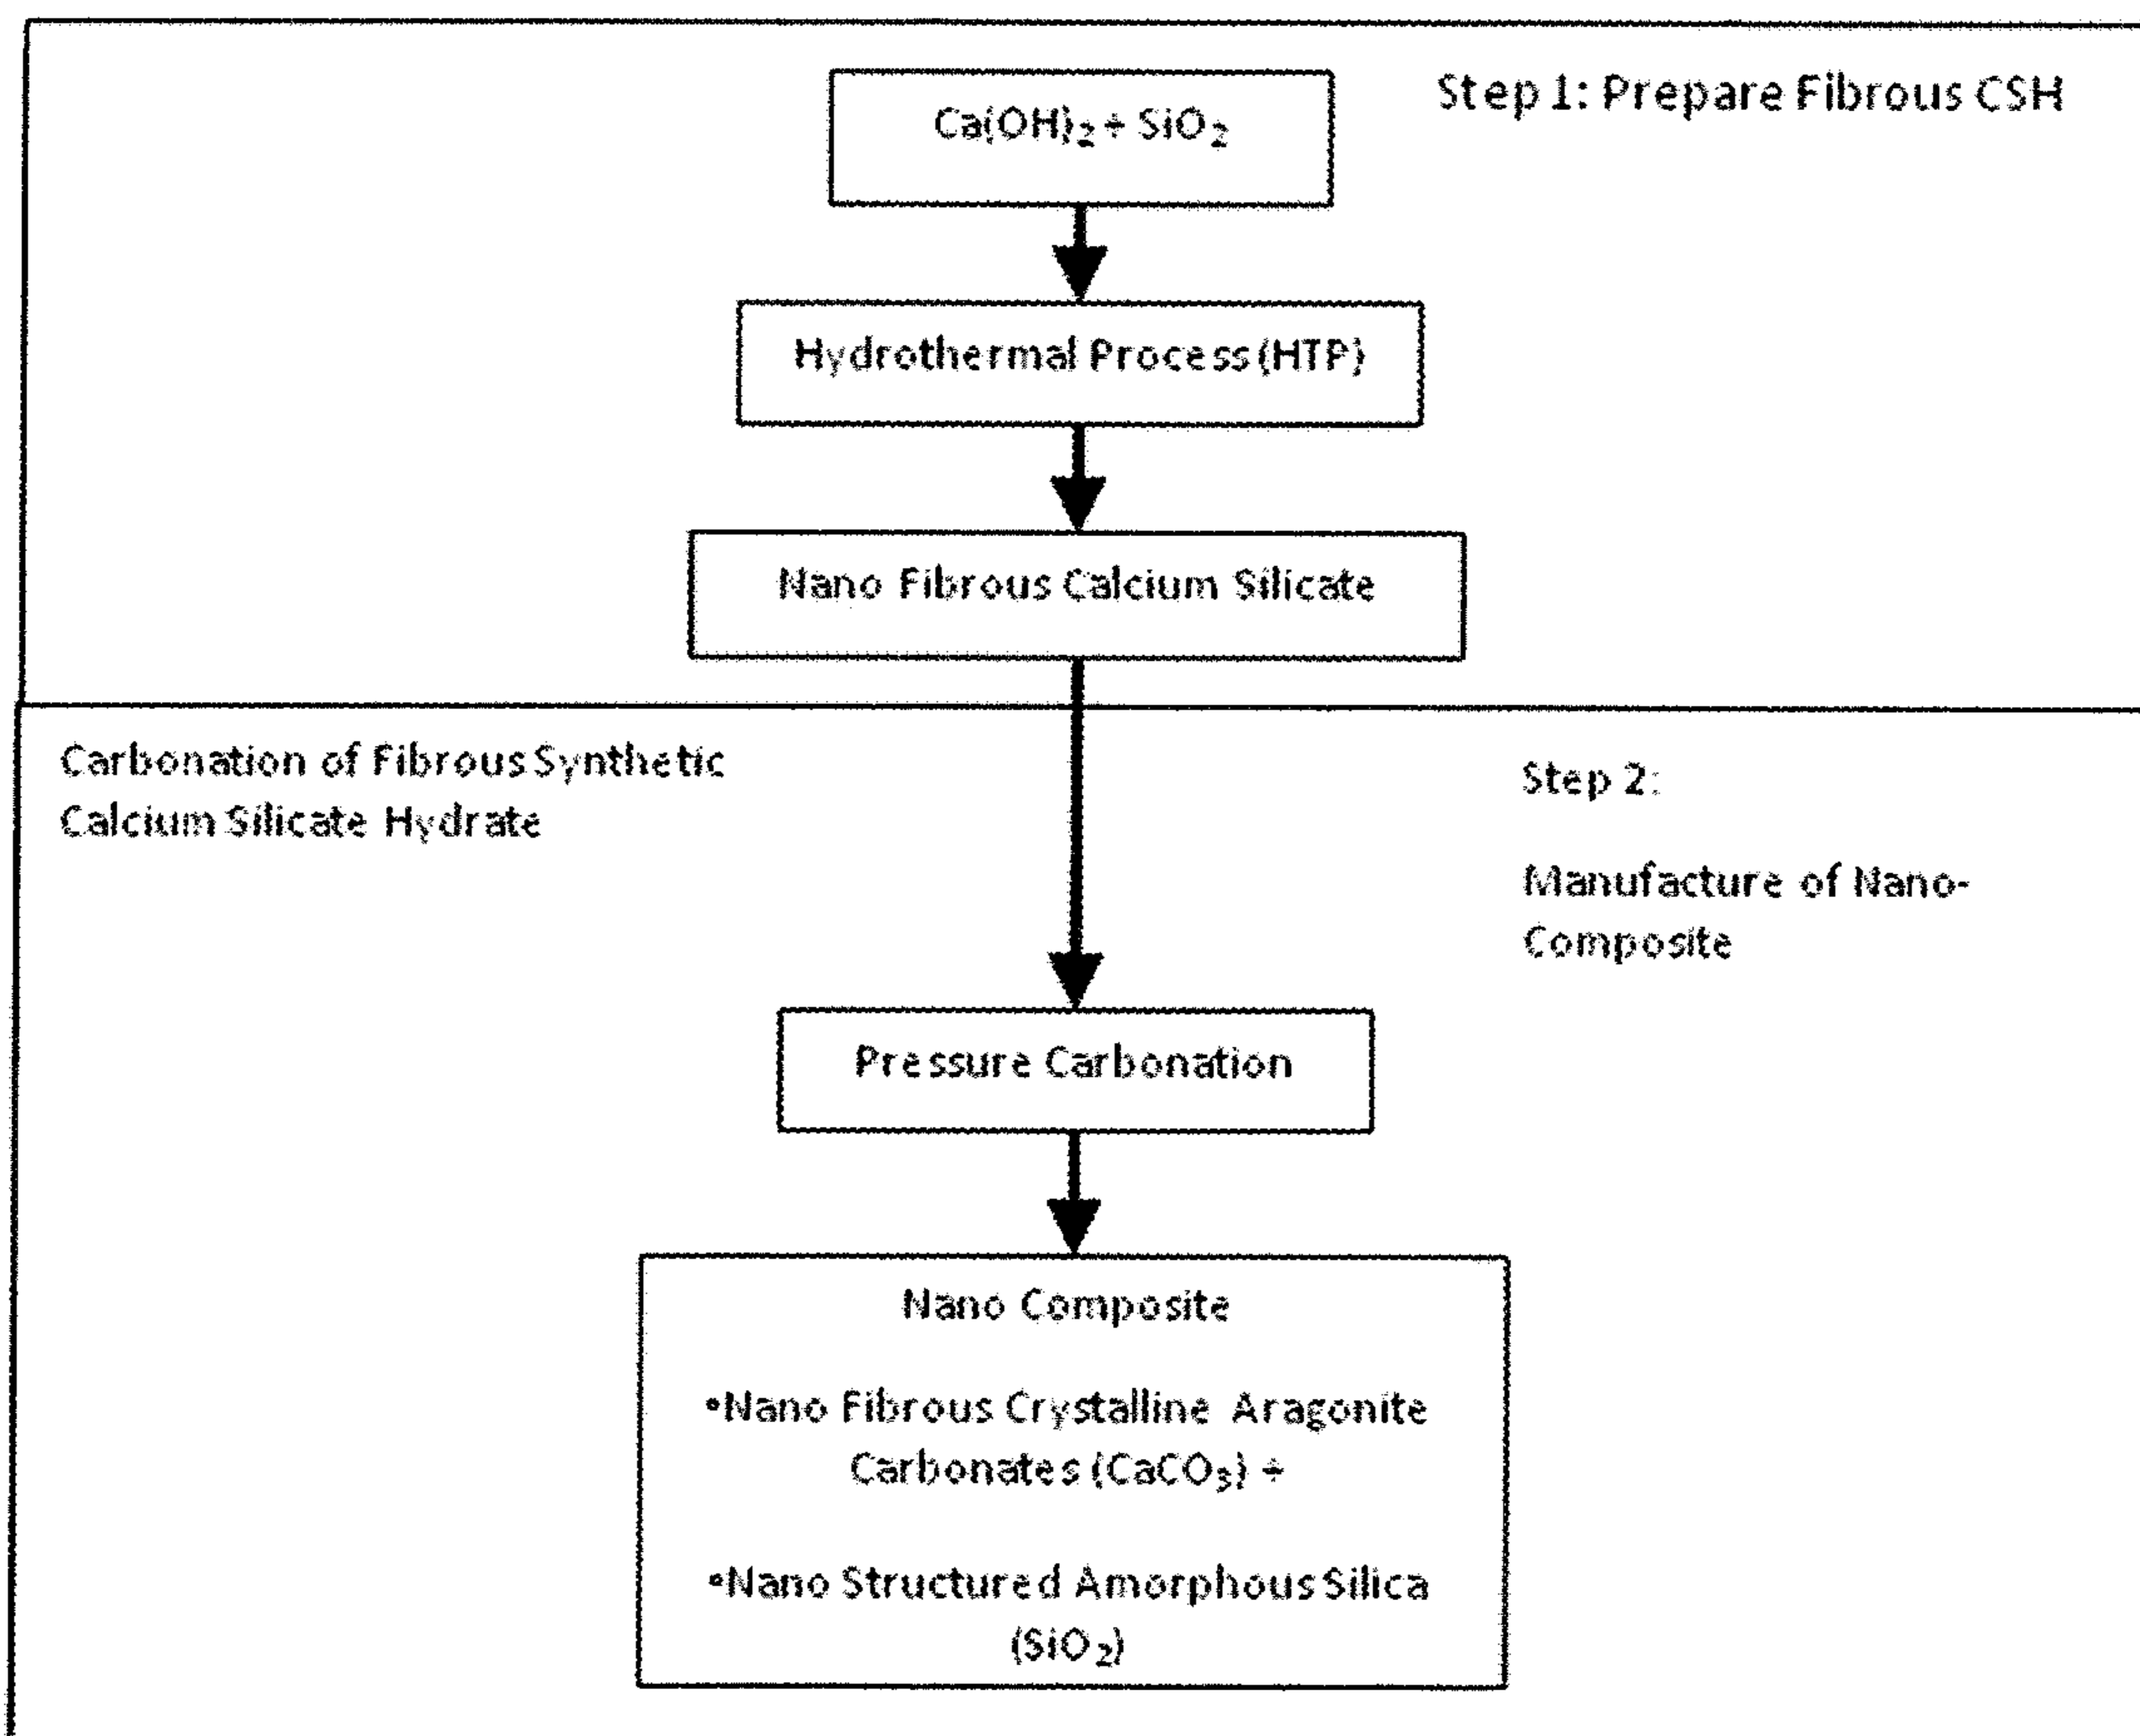 Step 1: Prepare Fibrous CSH
Ca(OH)₂ + SiO₂
Hydrothermal Process (HTP)
Nano Fibrous Calcium Silicate
Carbonation of Fibrous Synthetic
Calcium Silicate Hydrate
Step 2:
Manufacture of Nano-
Composite
Pressure Carbonation
Nano Composite
•Nano Fibrous Crystalline Aragonite
Carbonates (CaCO₃) +
•Nano Structured Amorphous Silica
(SiO₂)